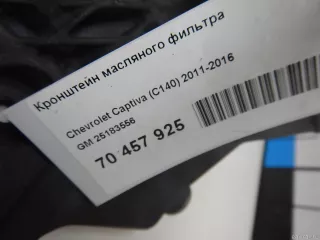 Кронштейн масляного фильтра
Chevrolet Captiva (C140) 2011-2016
GM 25183556
70 457 925